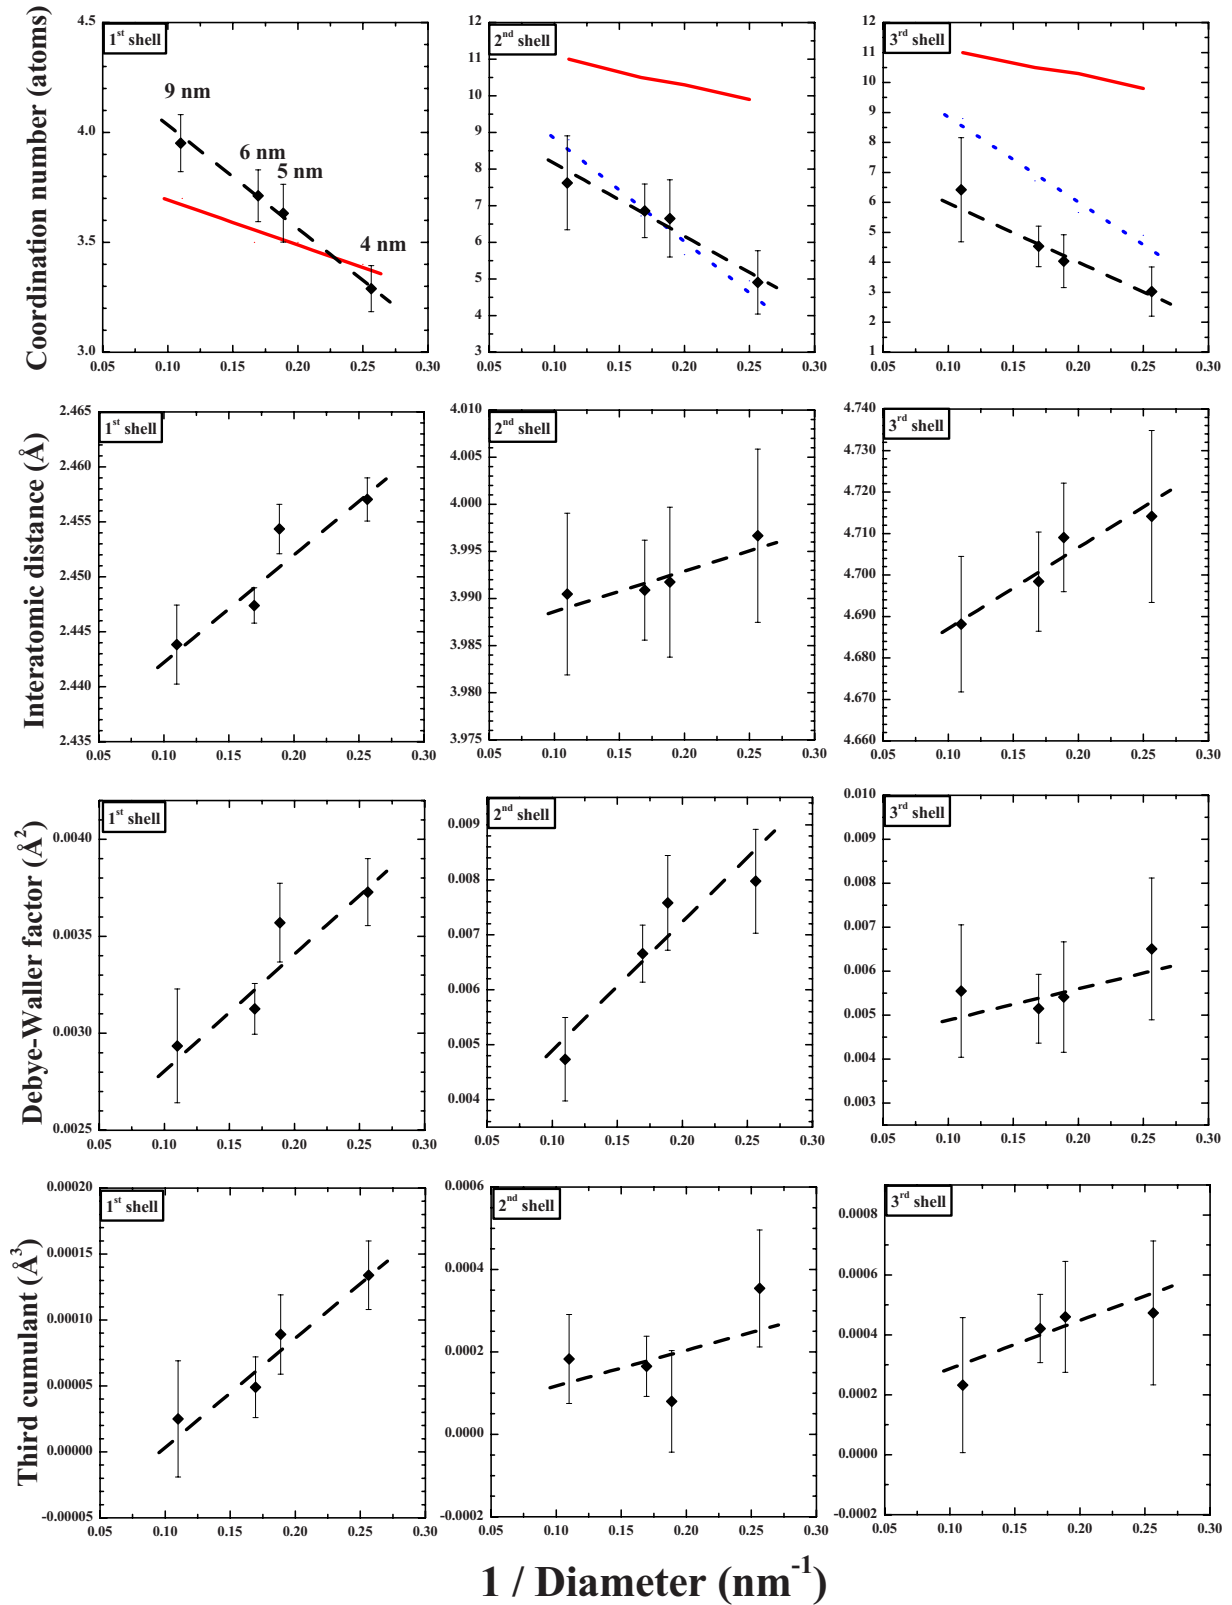 Coordination number (atoms)
4.5
4.0
3.5
3.0
1st shell
9 nm
6 nm
5 nm
4 nm
0.05 0.10 0.15 0.20 0.25 0.30
12
11
10
9
8
7
6
5
4
3
2nd shell
0.05 0.10 0.15 0.20 0.25 0.30
12
11
10
9
8
7
6
5
4
3
2
1
3rd shell
0.05 0.10 0.15 0.20 0.25 0.30
Interatomic distance (Å)
2.465
2.460
2.455
2.450
2.445
2.440
2.435
1st shell
0.05 0.10 0.15 0.20 0.25 0.30
4.010
4.005
4.000
3.995
3.990
3.985
3.980
3.975
2nd shell
0.05 0.10 0.15 0.20 0.25 0.30
4.740
4.730
4.720
4.710
4.700
4.690
4.680
4.670
4.660
3rd shell
0.05 0.10 0.15 0.20 0.25 0.30
Debye-Waller factor (Å2)
0.0040
0.0035
0.0030
0.0025
1st shell
0.05 0.10 0.15 0.20 0.25 0.30
0.009
0.008
0.007
0.006
0.005
0.004
2nd shell
0.05 0.10 0.15 0.20 0.25 0.30
0.010
0.009
0.008
0.007
0.006
0.005
0.004
0.003
3rd shell
0.05 0.10 0.15 0.20 0.25 0.30
Third cumulant (Å3)
0.00020
0.00015
0.00010
0.00005
0.00000
-0.00005
1st shell
0.05 0.10 0.15 0.20 0.25 0.30
0.0006
0.0004
0.0002
0.0000
-0.0002
2nd shell
0.05 0.10 0.15 0.20 0.25 0.30
0.0008
0.0006
0.0004
0.0002
0.0000
-0.0002
3rd shell
0.05 0.10 0.15 0.20 0.25 0.30
1 / Diameter (nm-1)